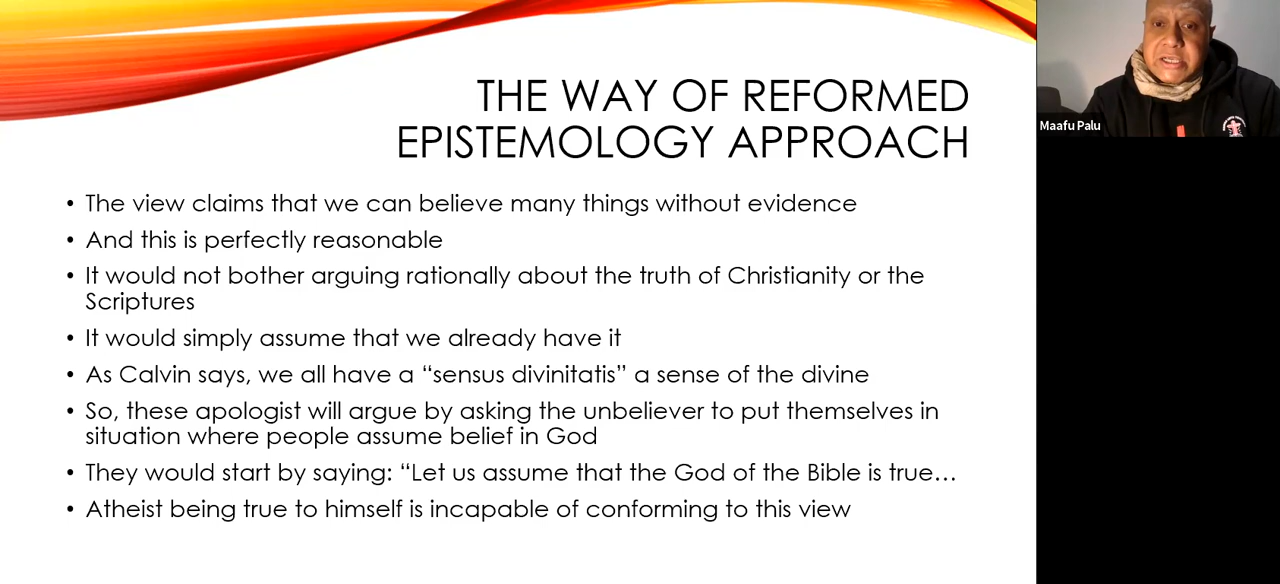 THE WAY OF REFORMED
EPISTEMOLOGY APPROACH
• The view claims that we can believe many things without evidence
• And this is perfectly reasonable
• It would not bother arguing rationally about the truth of Christianity or the
Scriptures
• It would simply assume that we already have it
• As Calvin says, we all have a “sensus divinitatis” a sense of the divine
• So, these apologist will argue by asking the unbeliever to put themselves in
situation where people assume belief in God
• They would start by saying: “Let us assume that the God of the Bible is true…
• Atheist being true to himself is incapable of conforming to this view
Maafu Palu